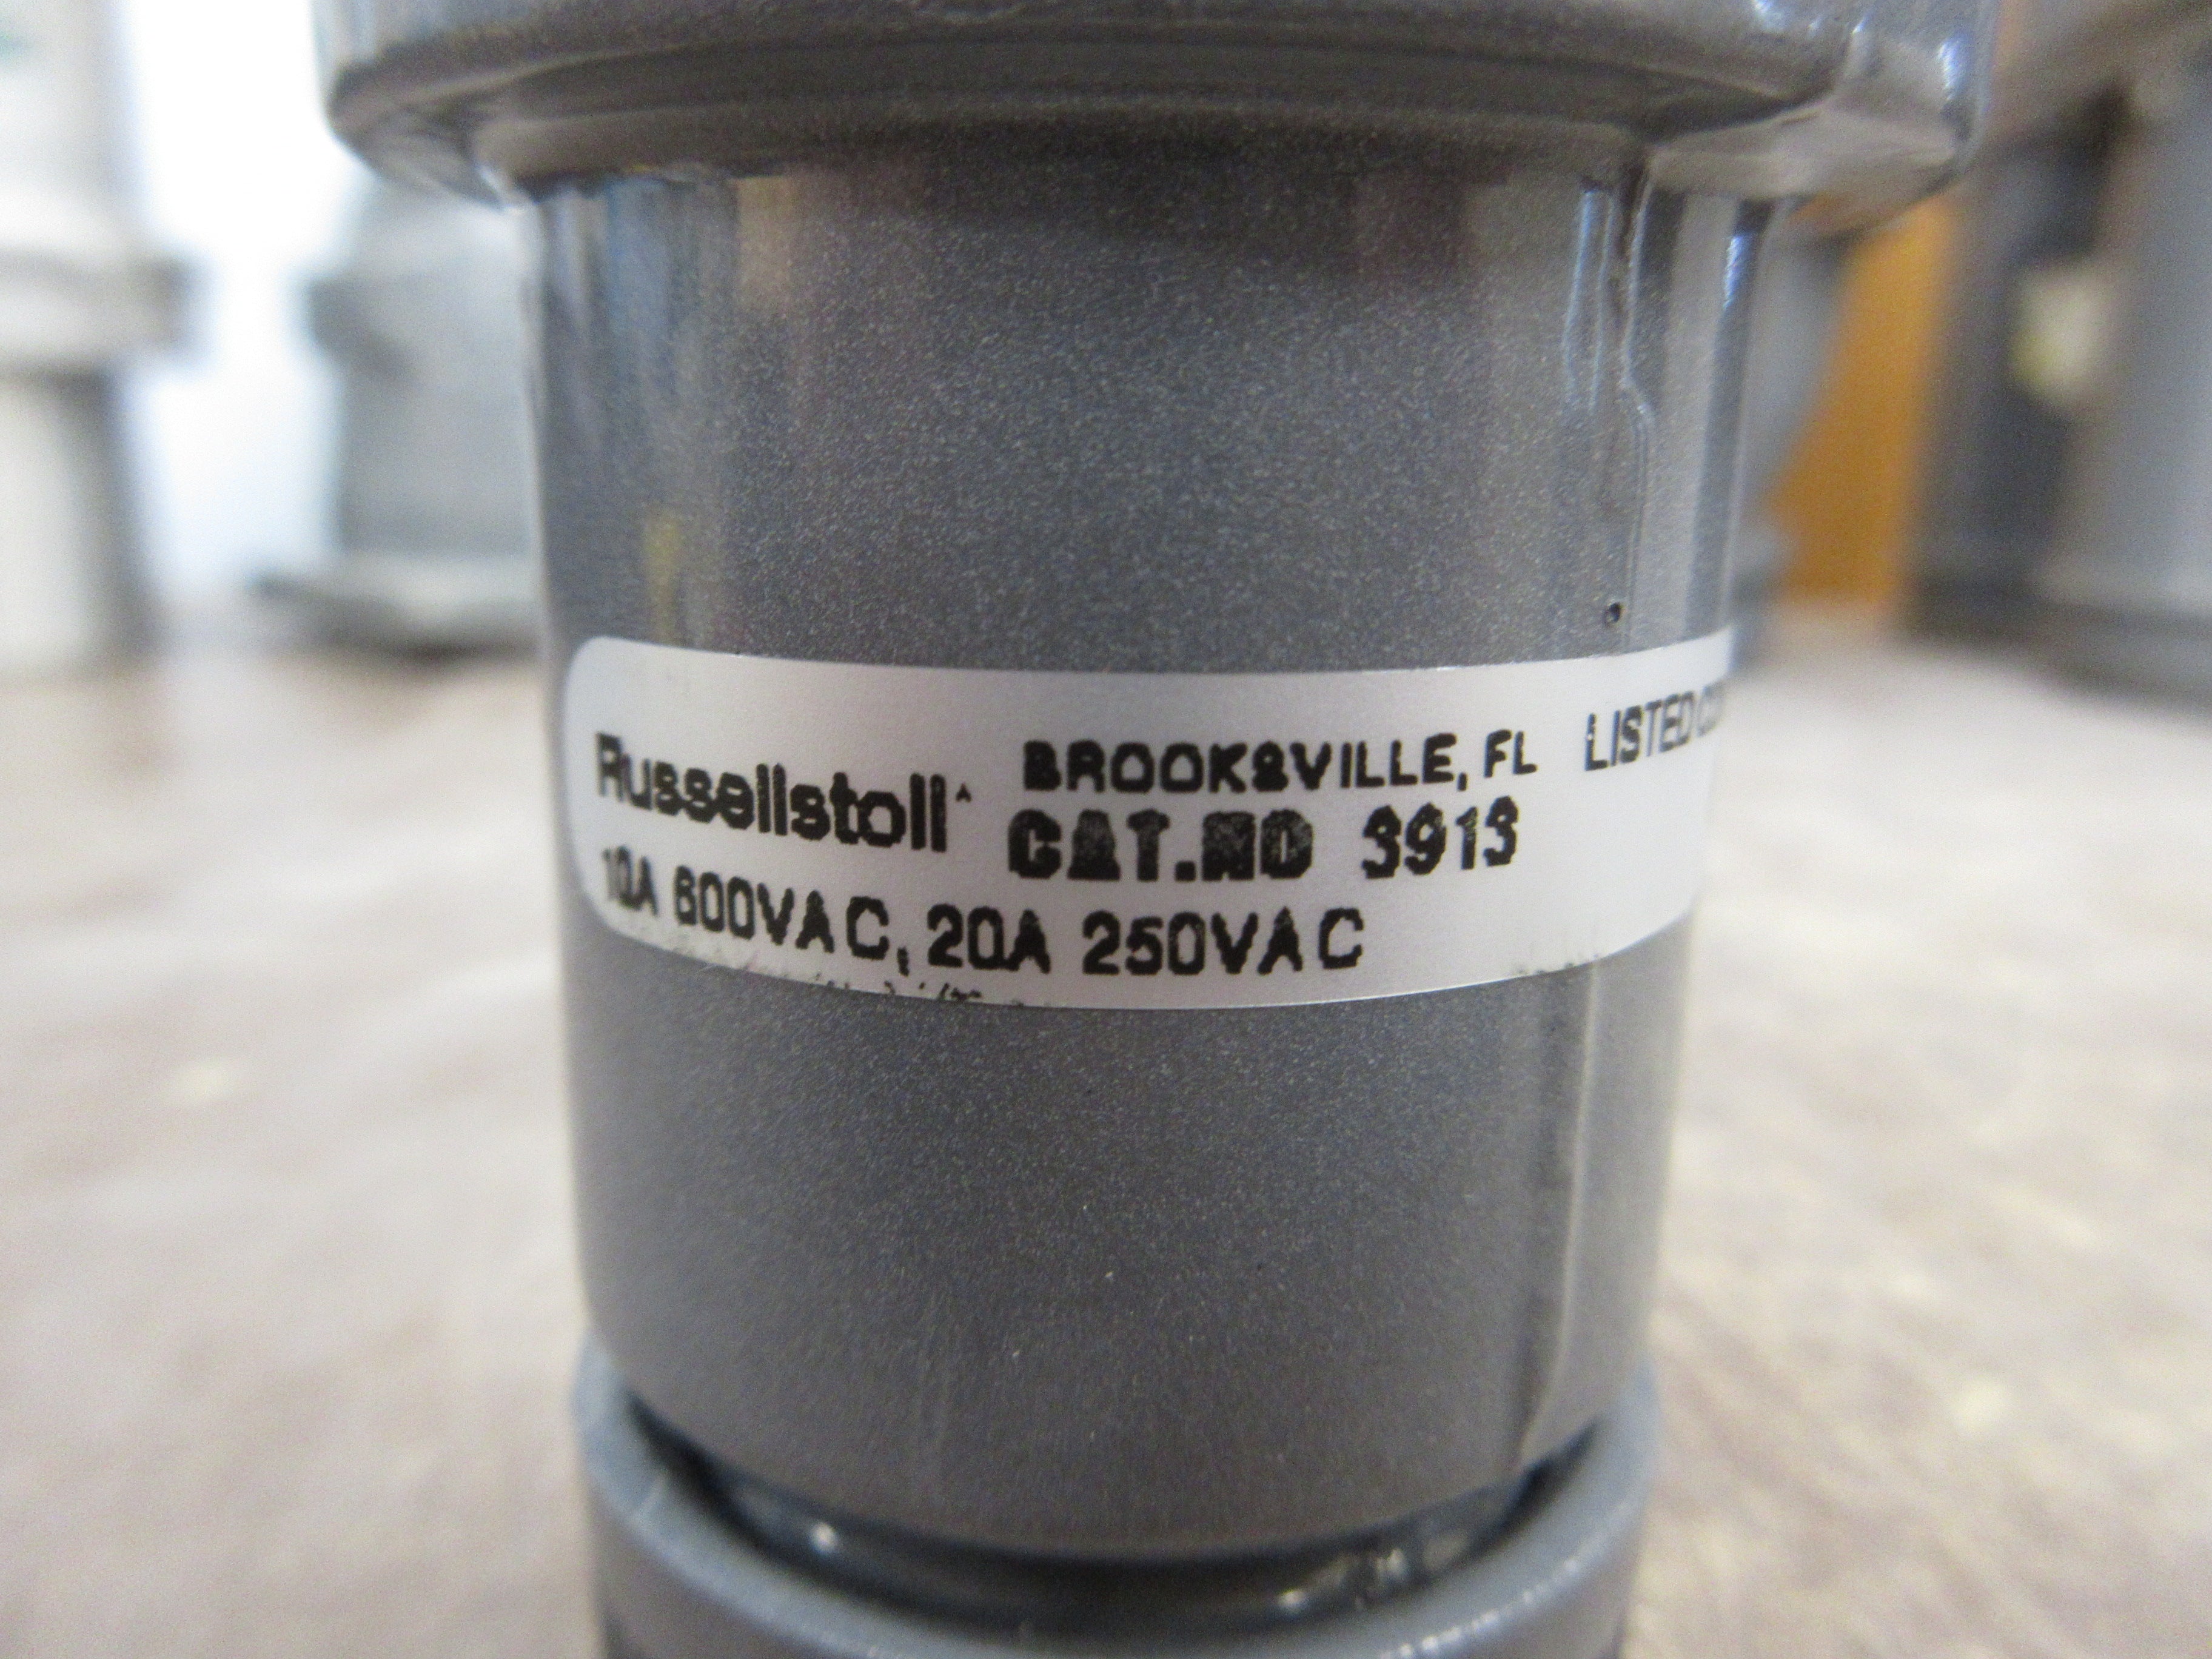 Russellstoll BROOKSVILLE, FL LISTED
CAT.NO 3913
10A 600VAC, 20A 250VAC